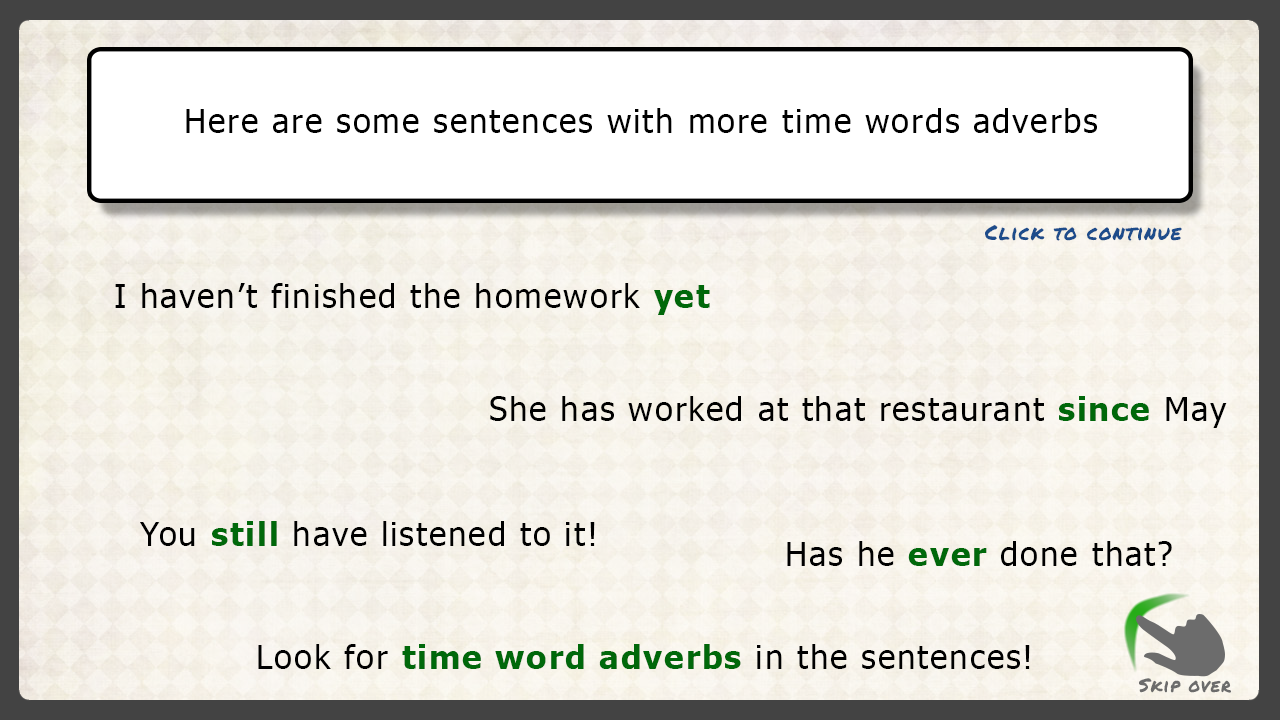 Here are some sentences with more time words adverbs
Click to continue
I haven’t finished the homework yet
She has worked at that restaurant since May
You still have listened to it!
Has he ever done that?
Look for time word adverbs in the sentences!
Skip over